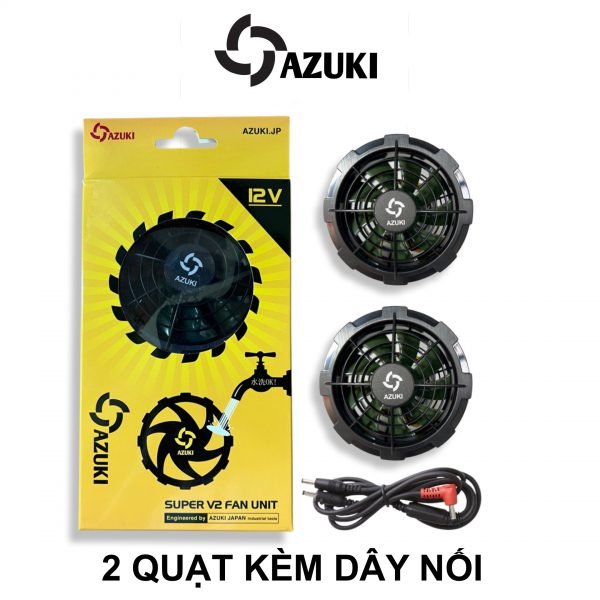 AZUKI
AZUKI
AZUKI.JP
12V
AZUKI
AZUKI
水洗OK!
AZUKI
AZUKI
SUPER V2 FAN UNIT
Engineered by AZUKI JAPAN Industrial tools
AZUKI
2 QUẠT KÈM DÂY NỐI